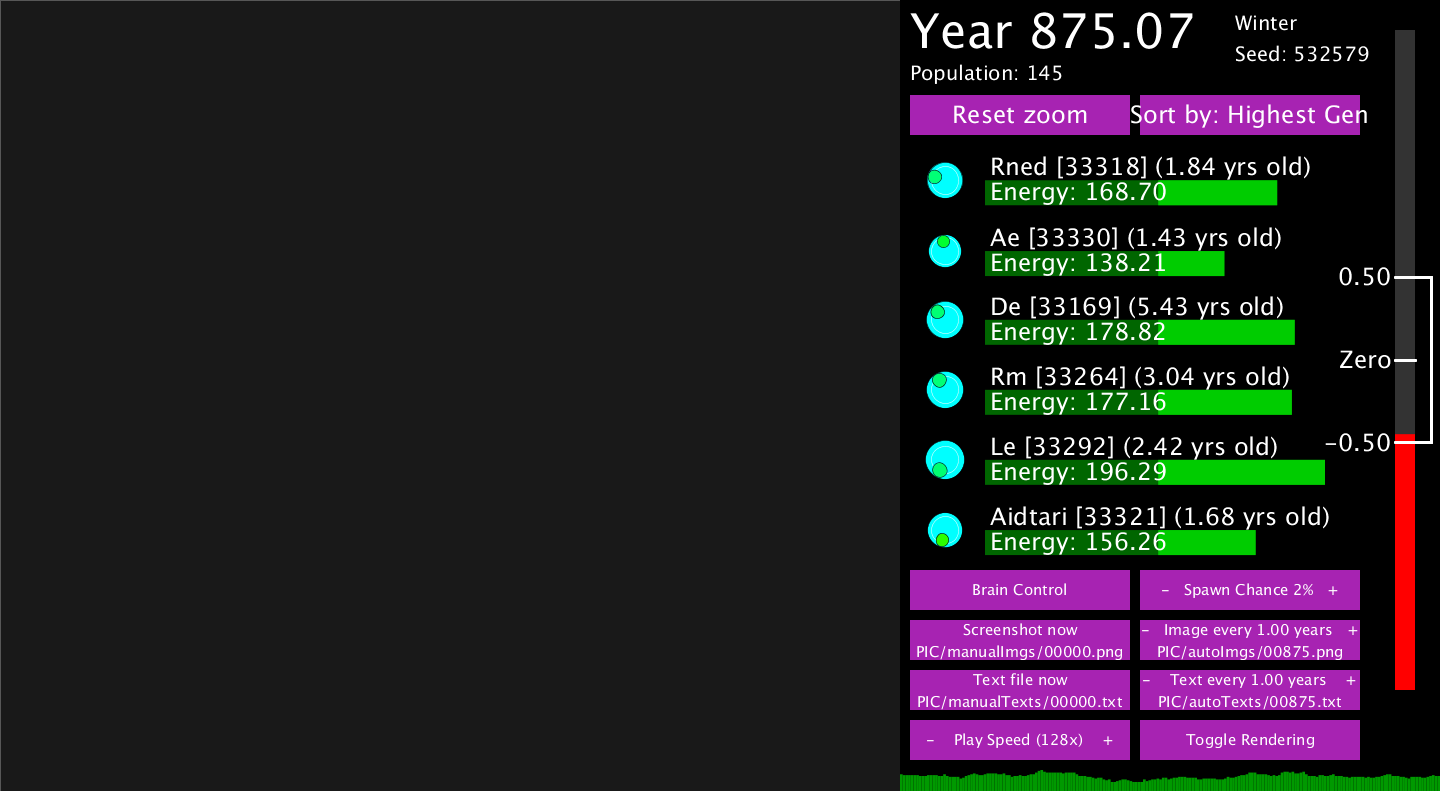 Year 875.07
Winter
Seed: 532579
Population: 145
Reset zoom
Sort by: Highest Gen
Rned [33318] (1.84 yrs old)
Energy: 168.70
Ae [33330] (1.43 yrs old)
Energy: 138.21
De [33169] (5.43 yrs old)
Energy: 178.82
Rm [33264] (3.04 yrs old)
Energy: 177.16
Le [33292] (2.42 yrs old)
Energy: 196.29
Aidtari [33321] (1.68 yrs old)
Energy: 156.26
0.50
Zero
-0.50
Brain Control
- Spawn Chance 2% +
Screenshot now
PIC/manualImgs/00000.png
- Image every 1.00 years +
PIC/autoImgs/00875.png
Text file now
PIC/manualTexts/00000.txt
- Text every 1.00 years +
PIC/autoTexts/00875.txt
- Play Speed (128x) +
Toggle Rendering